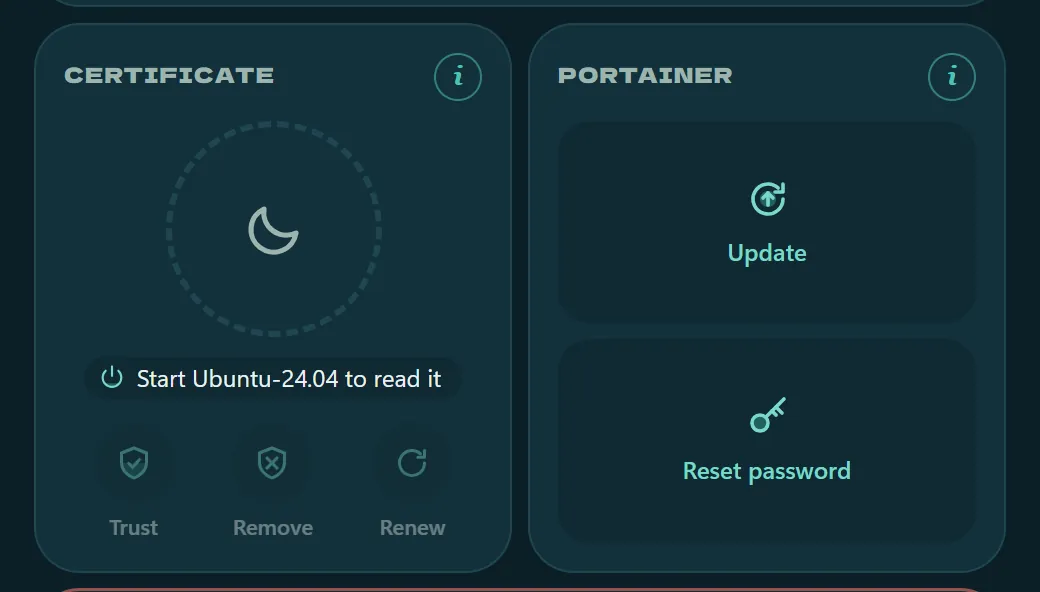 CERTIFICATE
i
Start Ubuntu-24.04 to read it
Trust
Remove
Renew
PORTAINER
i
Update
Reset password